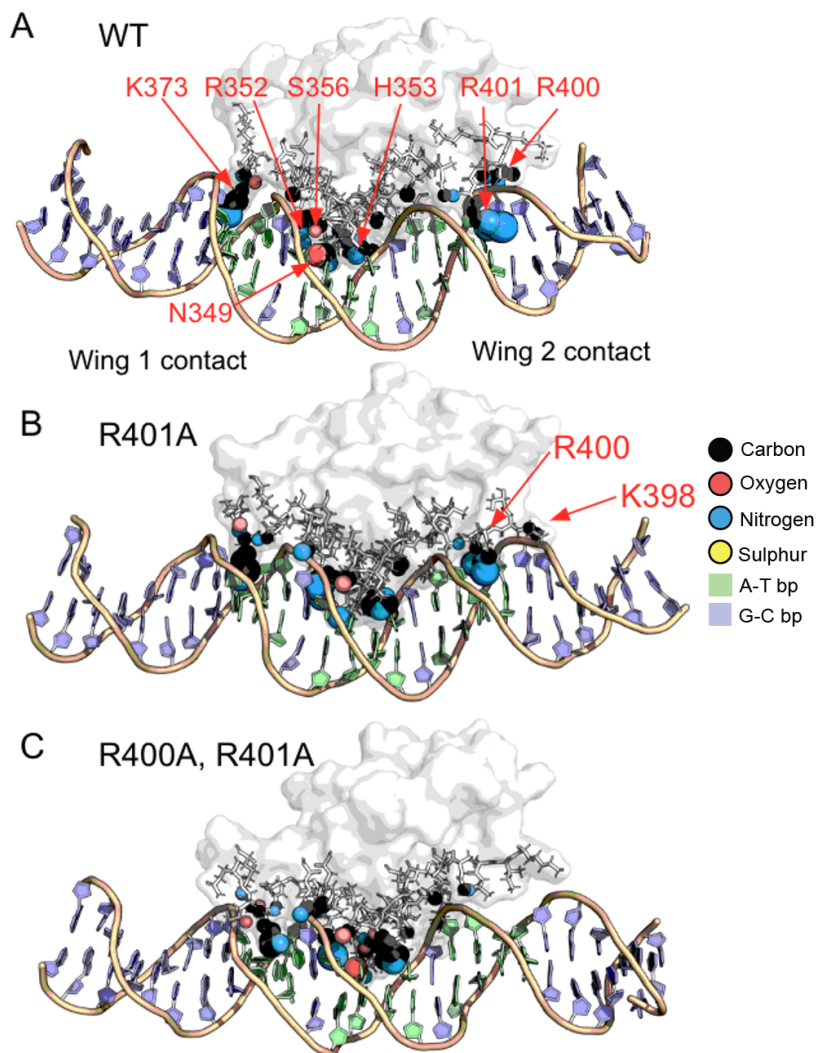 A
WT
K373 R352 S356 H353 R401 R400
N349
Wing 1 contact
Wing 2 contact
B
R401A
R400
K398
Carbon
Oxygen
Nitrogen
Sulphur
A-T bp
G-C bp
C
R400A, R401A